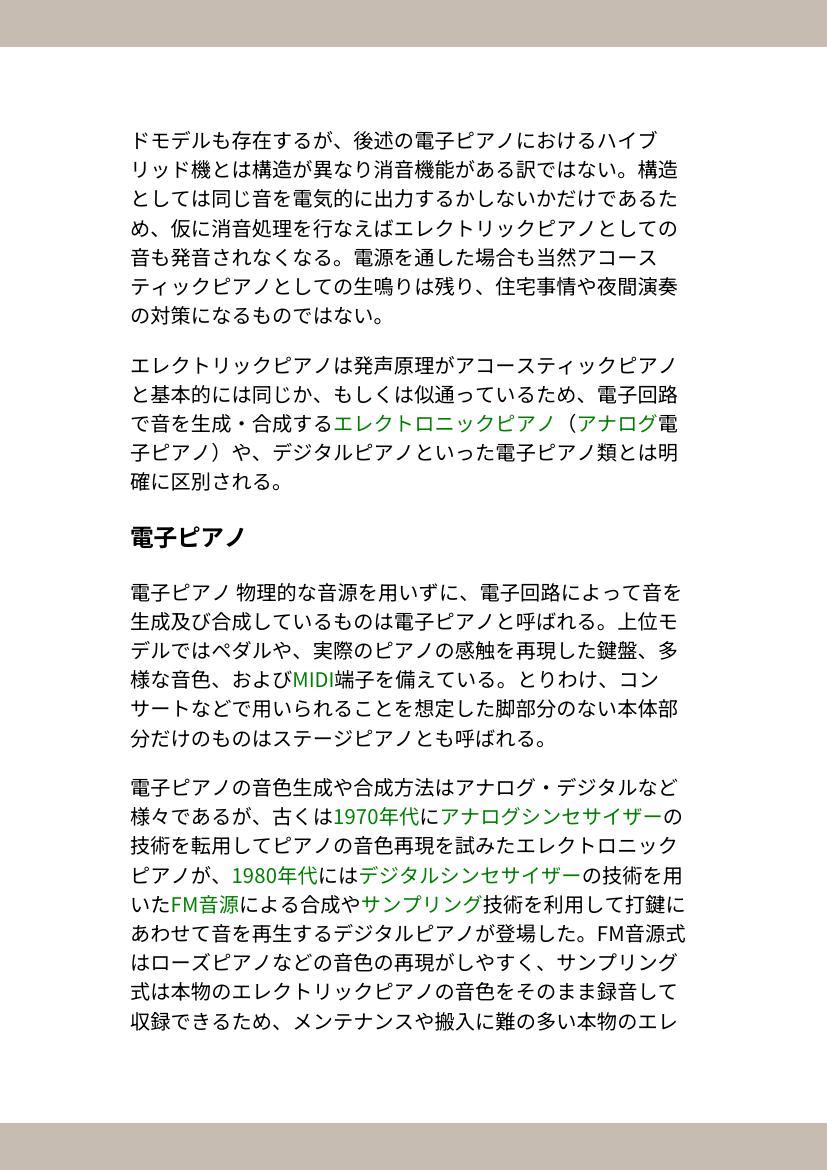 ドモデルも存在するが、後述の電子ピアノにおけるハイブ
リッド機とは構造が異なり消音機能がある訳ではない。構造
としては同じ音を電気的に出力するかしないかだけであるた
め、仮に消音処理を行なえばエレクトリックピアノとしての
音も発音されなくなる。電源を通した場合も当然アコース
ティックピアノとしての生鳴りは残り、住宅事情や夜間演奏
の対策になるものではない。
エレクトリックピアノは発声原理がアコースティックピアノ
と基本的には同じか、もしくは似通っているため、電子回路
で音を生成・合成するエレクトロニックピアノ（アナログ電
子ピアノ）や、デジタルピアノといった電子ピアノ類とは明
確に区別される。
電子ピアノ
電子ピアノ 物理的な音源を用いずに、電子回路によって音を
生成及び合成しているものは電子ピアノと呼ばれる。上位モ
デルではペダルや、実際のピアノの感触を再現した鍵盤、多
様な音色、およびMIDI端子を備えている。とりわけ、コン
サートなどで用いられることを想定した脚部分のない本体部
分だけのものはステージピアノとも呼ばれる。
電子ピアノの音色生成や合成方法はアナログ・デジタルなど
様々であるが、古くは1970年代にアナログシンセサイザーの
技術を転用してピアノの音色再現を試みたエレクトロニック
ピアノが、1980年代にはデジタルシンセサイザーの技術を用
いたFM音源による合成やサンプリング技術を利用して打鍵に
あわせて音を再生するデジタルピアノが登場した。FM音源式
はローズピアノなどの音色の再現がしやすく、サンプリング
式は本物のエレクトリックピアノの音色をそのまま録音して
収録できるため、メンテナンスや搬入に難の多い本物のエレ